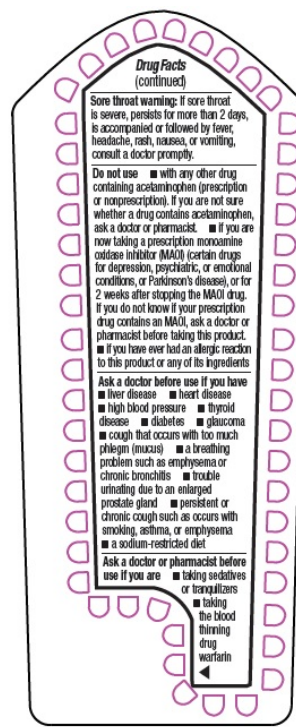 Drug Facts
(continued)
Sore throat warning: If sore throat
is severe, persists for more than 2 days,
is accompanied or followed by fever,
headache, rash, nausea, or vomiting,
consult a doctor promptly.
Do not use ■ with any other drug
containing acetaminophen (prescription
or nonprescription). If you are not sure
whether a drug contains acetaminophen,
ask a doctor or pharmacist. ■ if you are
now taking a prescription monoamine
oxidase inhibitor (MAOI) (certain drugs
for depression, psychiatric, or emotional
conditions, or Parkinson's disease), or for
2 weeks after stopping the MAOI drug.
If you do not know if your prescription
drug contains an MAOI, ask a doctor or
pharmacist before taking this product.
■ if you have ever had an allergic reaction
to this product or any of its ingredients
Ask a doctor before use if you have
■ liver disease ■ heart disease
■ high blood pressure ■ thyroid
disease ■ diabetes ■ glaucoma
■ cough that occurs with too much
phlegm (mucus) ■ a breathing
problem such as emphysema or
chronic bronchitis ■ trouble
urinating due to an enlarged
prostate gland ■ persistent or
chronic cough such as occurs with
smoking, asthma, or emphysema
■ a sodium-restricted diet
Ask a doctor or pharmacist before
use if you are ■ taking sedatives
or tranquilizers
■ taking
the blood
thinning
drug
warfarin